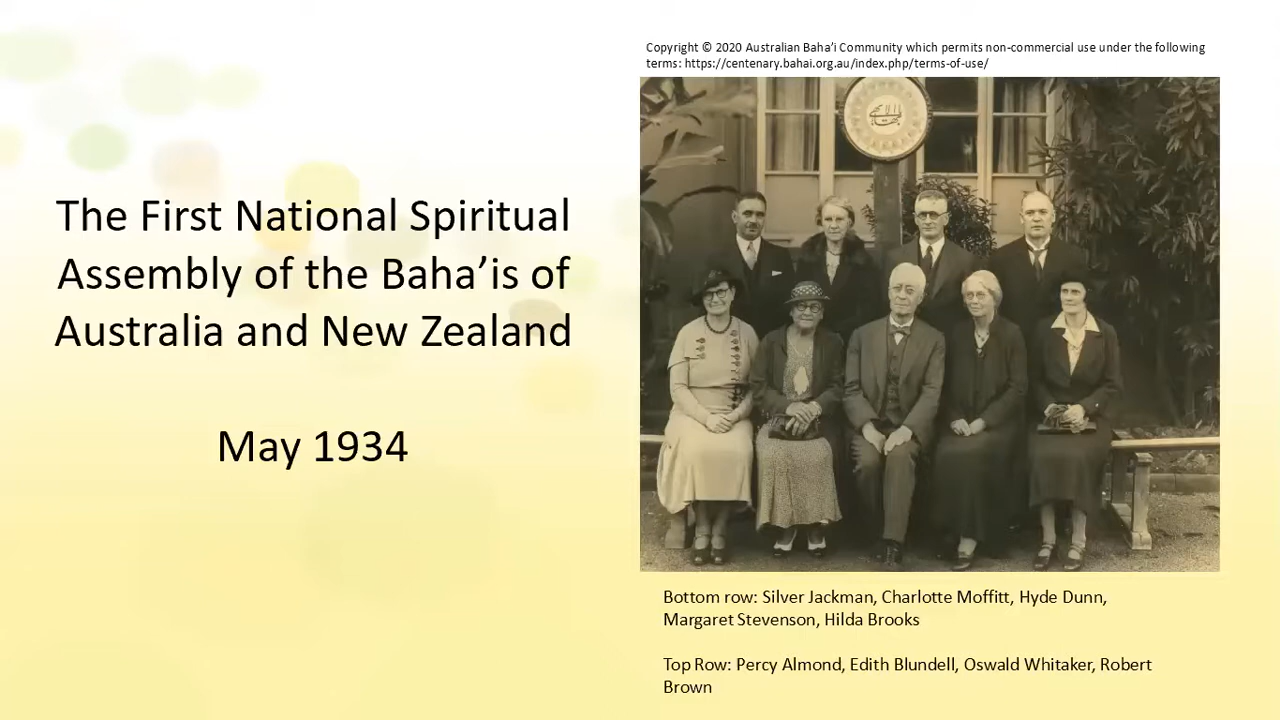 Copyright © 2020 Australian Baha’i Community which permits non-commercial use under the following
terms: https://centenary.bahai.org.au/index.php/terms-of-use/
The First National Spiritual
Assembly of the Baha’is of
Australia and New Zealand
May 1934
Bottom row: Silver Jackman, Charlotte Moffitt, Hyde Dunn,
Margaret Stevenson, Hilda Brooks
Top Row: Percy Almond, Edith Blundell, Oswald Whitaker, Robert
Brown